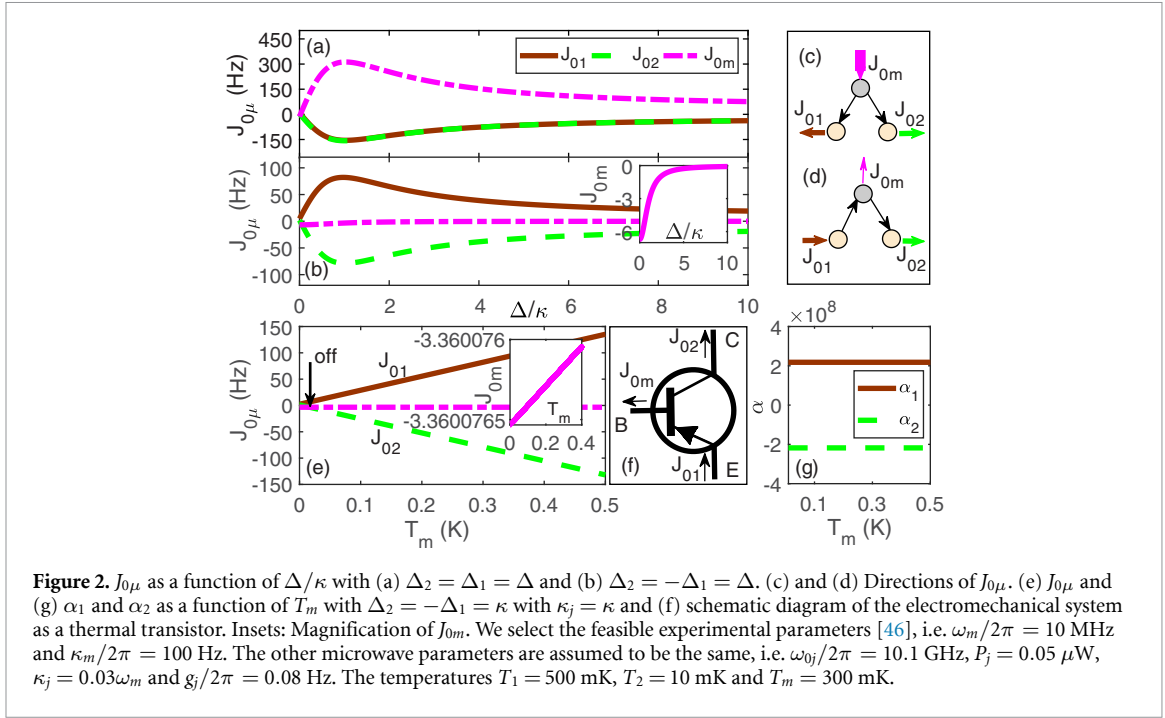 450
(a)
J01 J02 J0m
300
150
0
-150
J0μ (Hz)
100
50
0
-50
-100
J0μ (Hz)
(b)
0
-3
-6
J0m
Δ/κ
0 5 10
0 2 4 6 8 10
Δ/κ
(c)
J0m
J01 J02
(d)
J0m
J01 J02
150
100
50
0
-50
-100
150
J0μ (Hz)
off
J01
J02
-3.3600076
J0m
Tm
-3.3600765
0 0.2 0.4
(e)
0 0.1 0.2 0.3 0.4 0.5
Tm (K)
J02 C
J0m
B
J01 E
(f)
×10^8
4
2
0
-2
-4
α
α1
α2
(g)
0.1 0.3 0.5
Tm (K)
Figure 2. J0μ as a function of Δ/κ with (a) Δ2 = Δ1 = Δ and (b) Δ2 = −Δ1 = Δ. (c) and (d) Directions of J0μ. (e) J0μ and
(g) α1 and α2 as a function of Tm with Δ2 = −Δ1 = κ with κj = κ and (f) schematic diagram of the electromechanical system
as a thermal transistor. Insets: Magnification of J0m. We select the feasible experimental parameters [46], i.e. ωm/2π = 10 MHz
and κm/2π = 100 Hz. The other microwave parameters are assumed to be the same, i.e. ω0j/2π = 10.1 GHz, Pj = 0.05 μW,
κj = 0.03ωm and gj/2π = 0.08 Hz. The temperatures T1 = 500 mK, T2 = 10 mK and Tm = 300 mK.